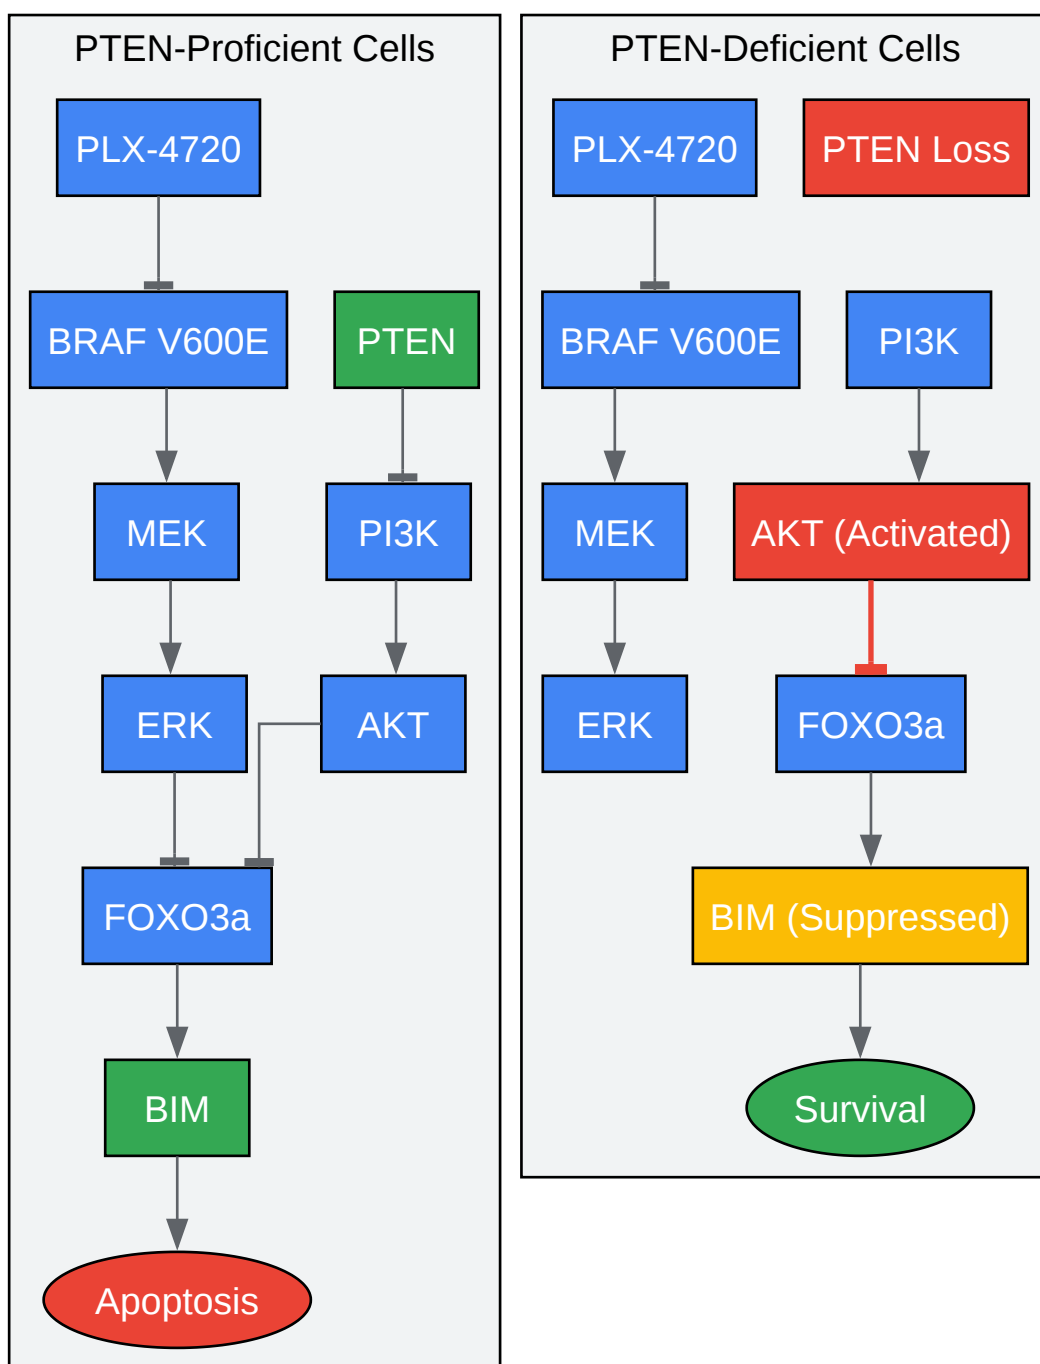 PTEN-Proficient Cells
PLX-4720
BRAF V600E
PTEN
MEK
PI3K
ERK
AKT
FOXO3a
BIM
Apoptosis
PTEN-Deficient Cells
PLX-4720
PTEN Loss
BRAF V600E
PI3K
MEK
AKT (Activated)
ERK
FOXO3a
BIM (Suppressed)
Survival